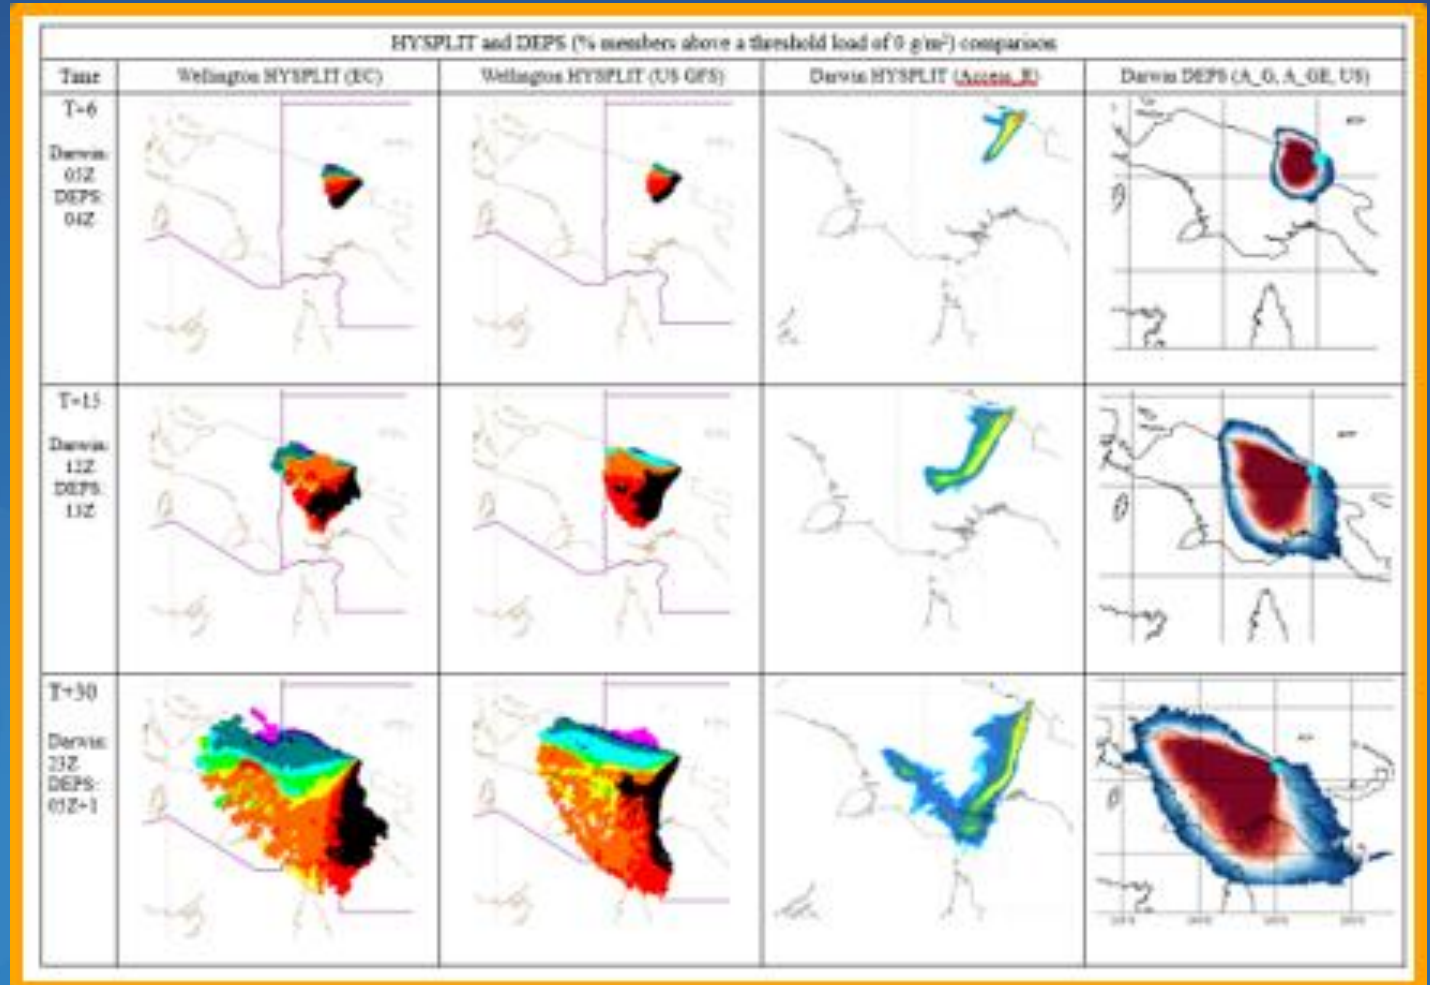 HYSPLIT and DEPS (% members above a threshold load of 0 g/m²) comparison
Time Wellington HYSPLIT (EC) Wellington HYSPLIT (US GFS) Darwin HYSPLIT (Access_R) Darwin DEPS (A_G, A_GE, US)
T+6
Darwin:
05Z
DEPS:
04Z
T+15
Darwin:
12Z
DEPS:
13Z
T+30
Darwin:
23Z
DEPS: